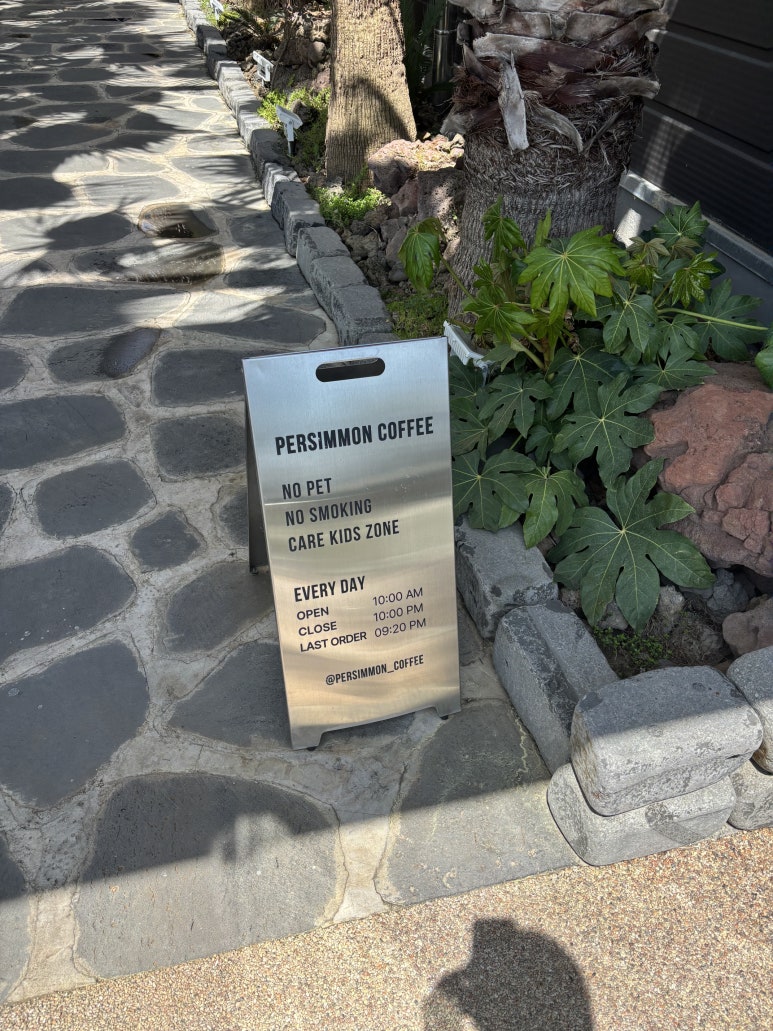 PERSIMMON COFFEE
NO PET
NO SMOKING
CARE KIDS ZONE
EVERY DAY
OPEN 10:00 AM
CLOSE 10:00 PM
LAST ORDER 09:20 PM
@PERSIMMON_COFFEE